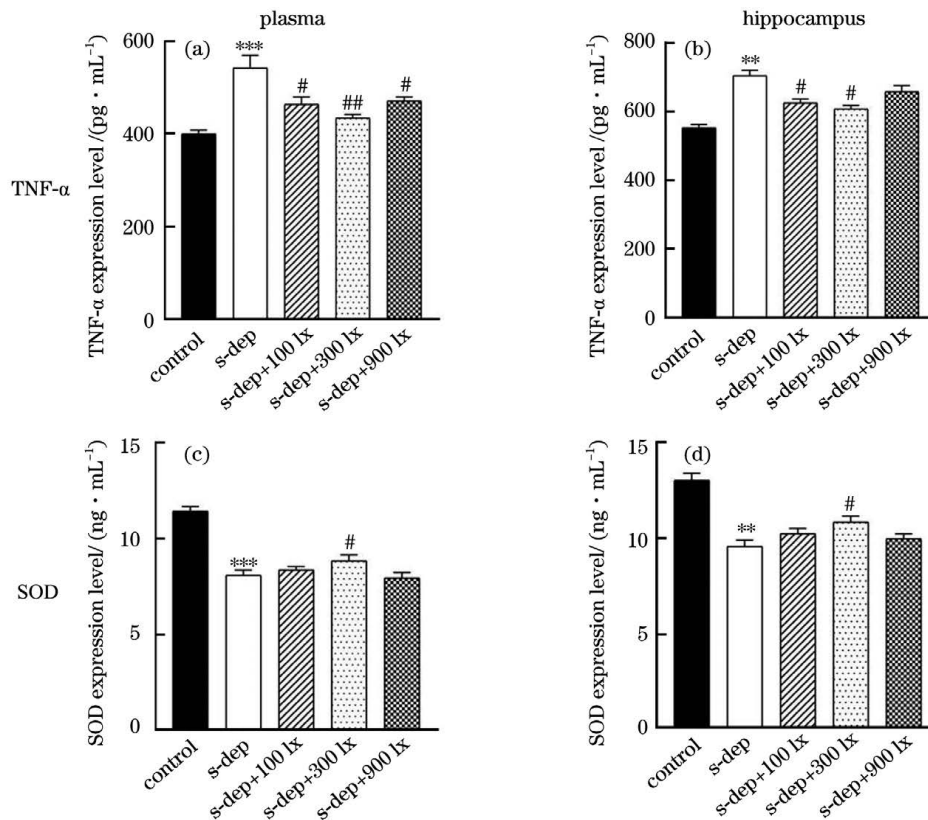 plasma
hippocampus
TNF-α
TNF-α expression level /(pg · mL⁻¹)
600
400
200
0
(a)
***
#
##
#
control
s-dep
s-dep+100 lx
s-dep+300 lx
s-dep+900 lx
TNF-α expression level /(pg · mL⁻¹)
800
600
400
200
0
(b)
**
#
#
control
s-dep
s-dep+100 lx
s-dep+300 lx
s-dep+900 lx
SOD
SOD expression level/ (ng · mL⁻¹)
15
10
5
0
(c)
***
#
control
s-dep
s-dep+100 lx
s-dep+300 lx
s-dep+900 lx
SOD expression level/ (ng · mL⁻¹)
15
10
5
0
(d)
**
#
control
s-dep
s-dep+100 lx
s-dep+300 lx
s-dep+900 lx